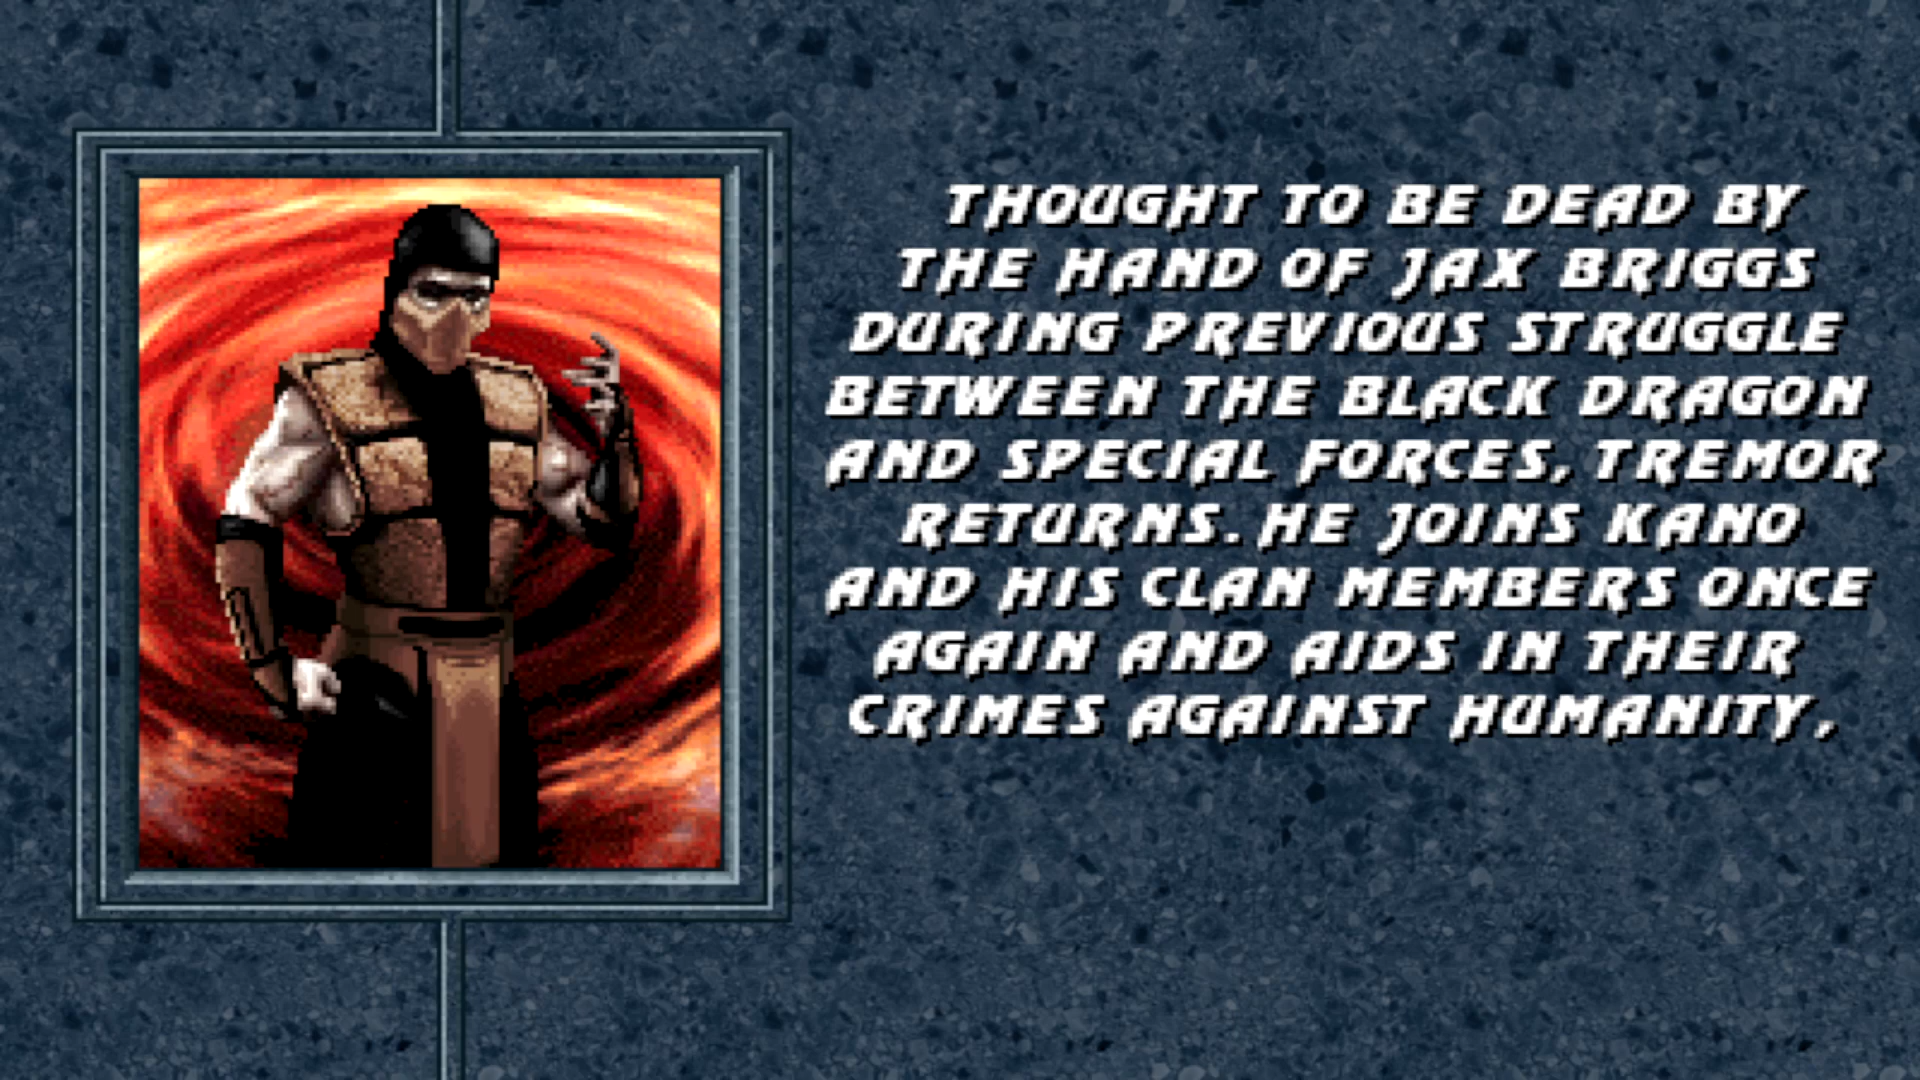 THOUGHT TO BE DEAD BY
THE HAND OF JAX BRIGGS
DURING PREVIOUS STRUGGLE
BETWEEN THE BLACK DRAGON
AND SPECIAL FORCES, TREMOR
RETURNS. HE JOINS KANO
AND HIS CLAN MEMBERS ONCE
AGAIN AND AIDS IN THEIR
CRIMES AGAINST HUMANITY,